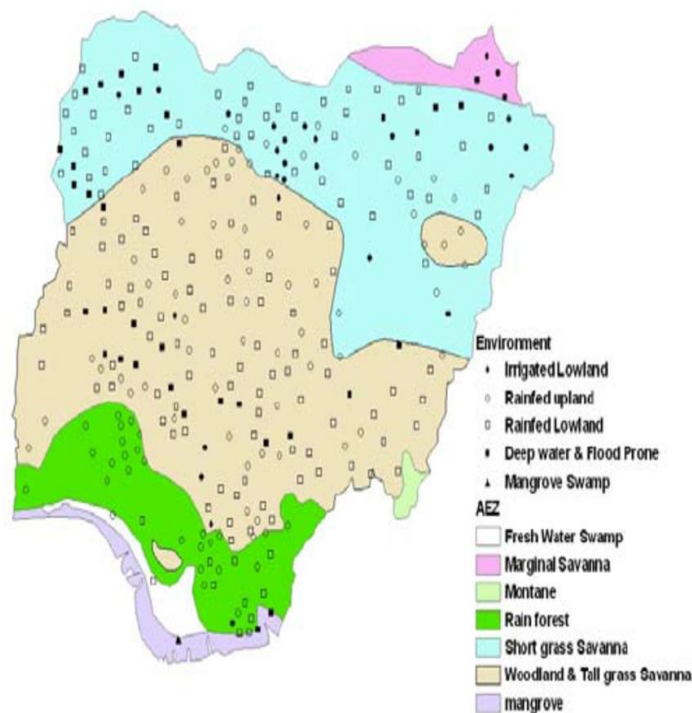 Environment
Irrigated Lowland
Rainfed upland
Rainfed Lowland
Deep water & Flood Prone
Mangrove Swamp
AEZ
Fresh Water Swamp
Marginal Savanna
Montane
Rain forest
Short grass Savanna
Woodland & Tall grass Savanna
mangrove